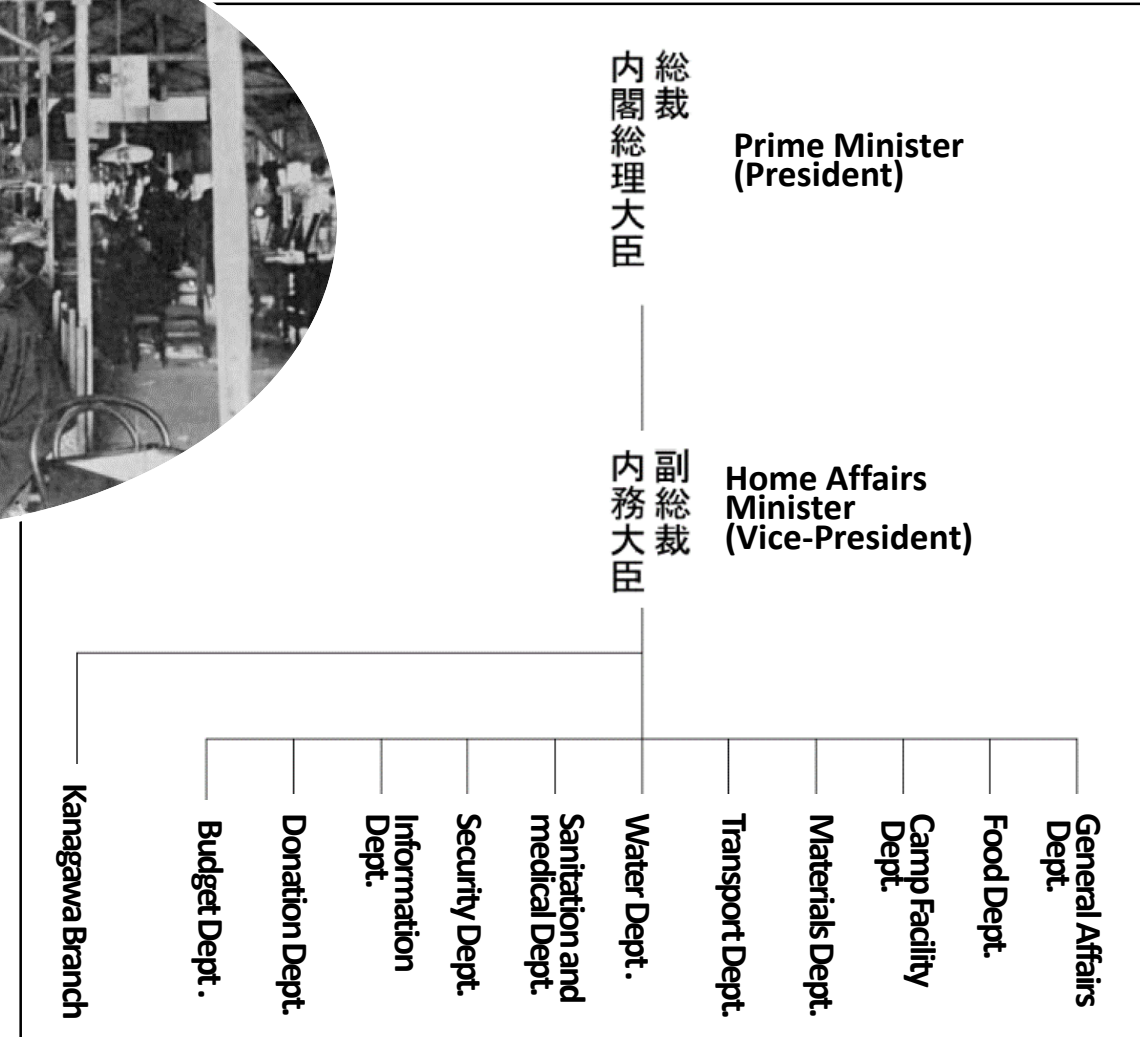 総裁
内閣総理大臣
Prime Minister
(President)
副総裁
内務大臣
Home Affairs
Minister
(Vice-President)
Kanagawa Branch
Budget Dept.
Donation Dept.
Information
Dept.
Security Dept.
Sanitation and
medical Dept.
Water Dept.
Transport Dept.
Materials Dept.
Camp Facility
Dept.
Food Dept.
General Affairs
Dept.